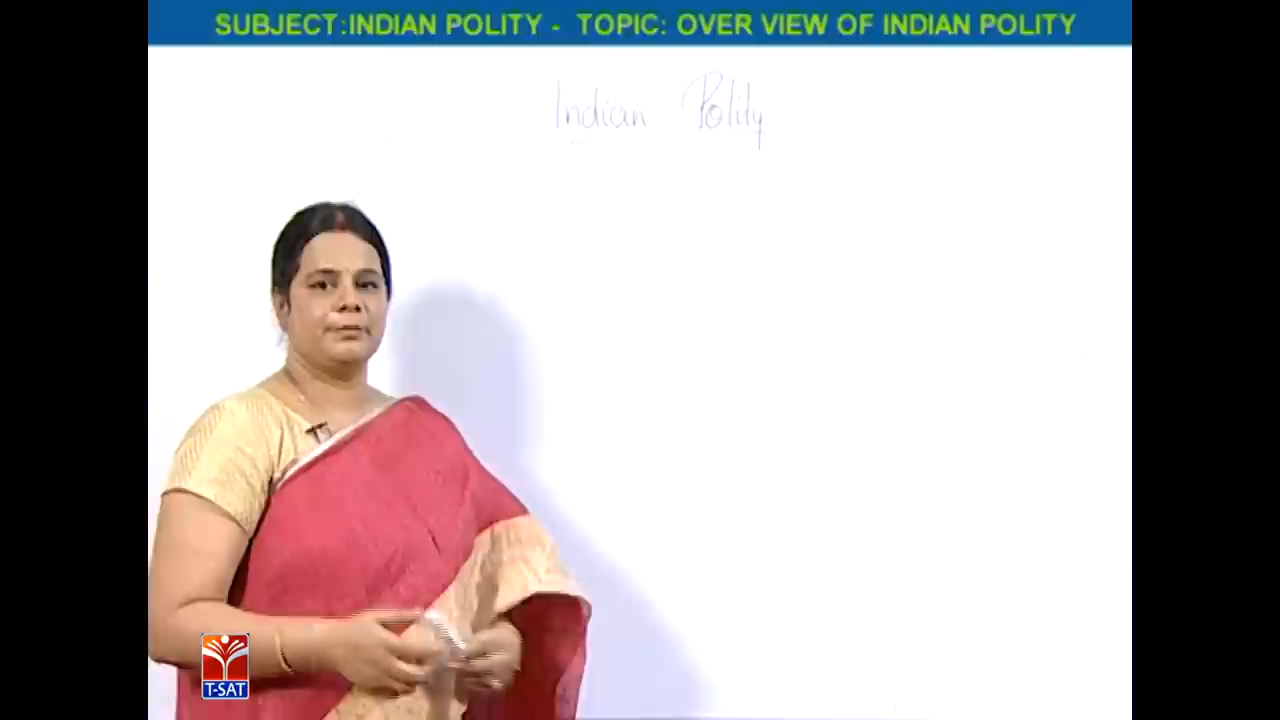 SUBJECT:INDIAN POLITY - TOPIC: OVER VIEW OF INDIAN POLITY
Indian Polity
T-SAT